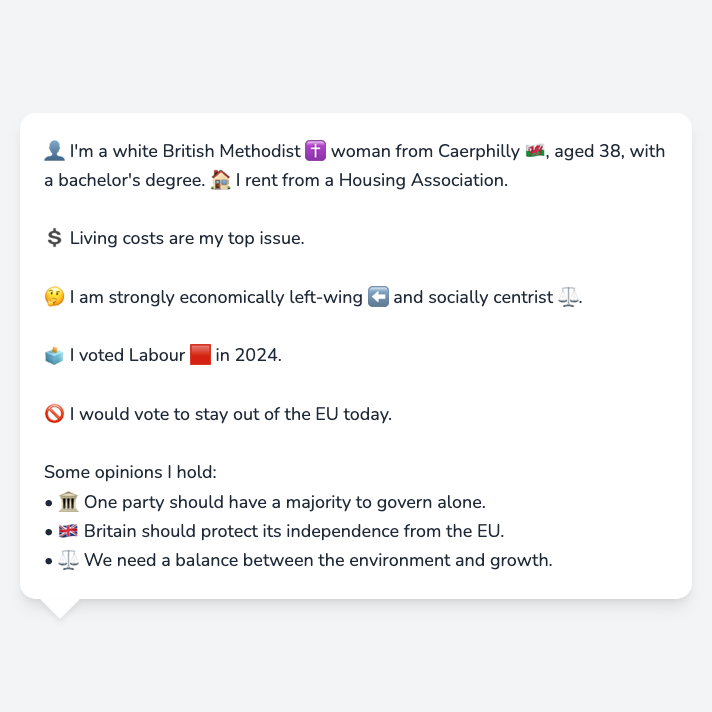 👤 I'm a white British Methodist ✝️ woman from Caerphilly 🏴󠁧󠁢󠁷󠁬󠁳󠁿, aged 38, with
a bachelor's degree. 🏠 I rent from a Housing Association.
💲 Living costs are my top issue.
🤔 I am strongly economically left-wing ⬅️ and socially centrist ⚖️.
🗳️ I voted Labour 🟥 in 2024.
🚫 I would vote to stay out of the EU today.
Some opinions I hold:
• 🏛️ One party should have a majority to govern alone.
• 🇬🇧 Britain should protect its independence from the EU.
• ⚖️ We need a balance between the environment and growth.